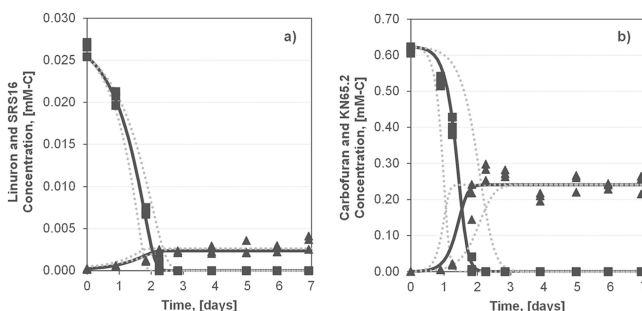 a)
Linuron and SRS16
Concentration, [mM-C]
0.030
0.025
0.020
0.015
0.010
0.005
0.000
0 1 2 3 4 5 6 7
Time, [days]
b)
Carbofuran and KN65.2
Concentration, [mM-C]
0.70
0.60
0.50
0.40
0.30
0.20
0.10
0.00
0 1 2 3 4 5 6 7
Time, [days]